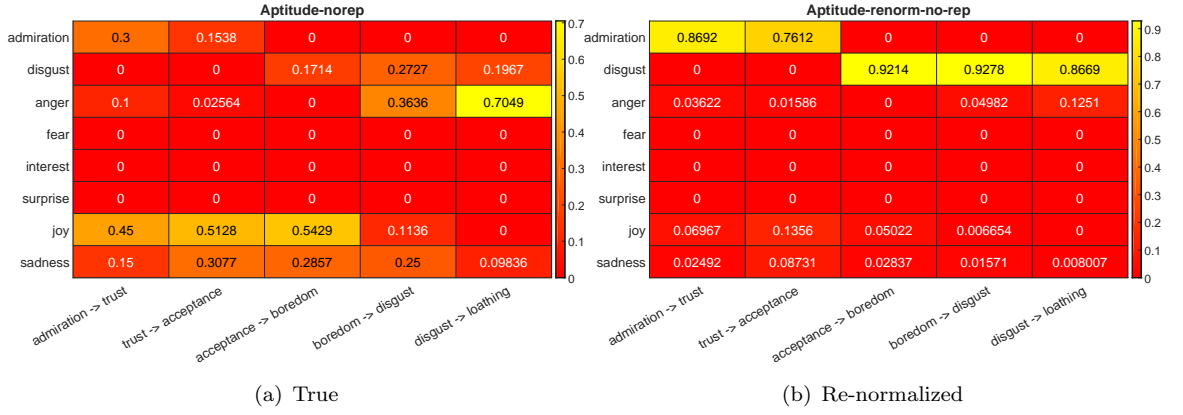 Aptitude-norep
admiration 0.3 0.1538 0 0 0
disgust 0 0 0.1714 0.2727 0.1967
anger 0.1 0.02564 0 0.3636 0.7049
fear 0 0 0 0 0
interest 0 0 0 0 0
surprise 0 0 0 0 0
joy 0.45 0.5128 0.5429 0.1136 0
sadness 0.15 0.3077 0.2857 0.25 0.09836
admiration -> trust
trust -> acceptance
acceptance -> boredom
boredom -> disgust
disgust -> loathing
0.7
0.6
0.5
0.4
0.3
0.2
0.1
0
(a) True
Aptitude-renorm-no-rep
admiration 0.8692 0.7612 0 0 0
disgust 0 0 0.9214 0.9278 0.8669
anger 0.03622 0.01586 0 0.04982 0.1251
fear 0 0 0 0 0
interest 0 0 0 0 0
surprise 0 0 0 0 0
joy 0.06967 0.1356 0.05022 0.006654 0
sadness 0.02492 0.08731 0.02837 0.01571 0.008007
admiration -> trust
trust -> acceptance
acceptance -> boredom
boredom -> disgust
disgust -> loathing
0.9
0.8
0.7
0.6
0.5
0.4
0.3
0.2
0.1
0
(b) Re-normalized